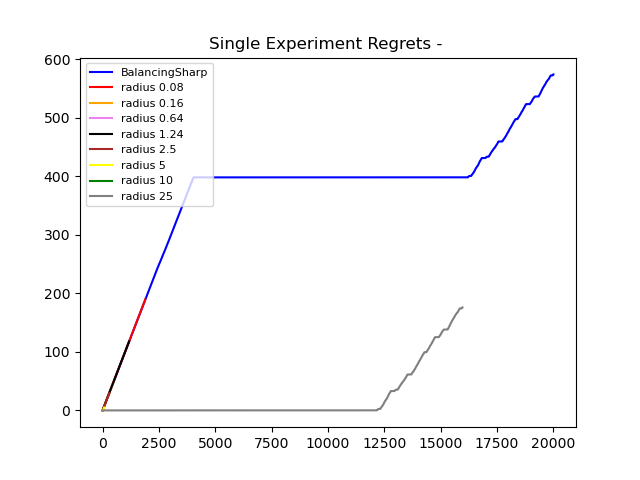 Single Experiment Regrets -
600
500
400
300
200
100
0
BalancingSharp
radius 0.08
radius 0.16
radius 0.64
radius 1.24
radius 2.5
radius 5
radius 10
radius 25
0 2500 5000 7500 10000 12500 15000 17500 20000